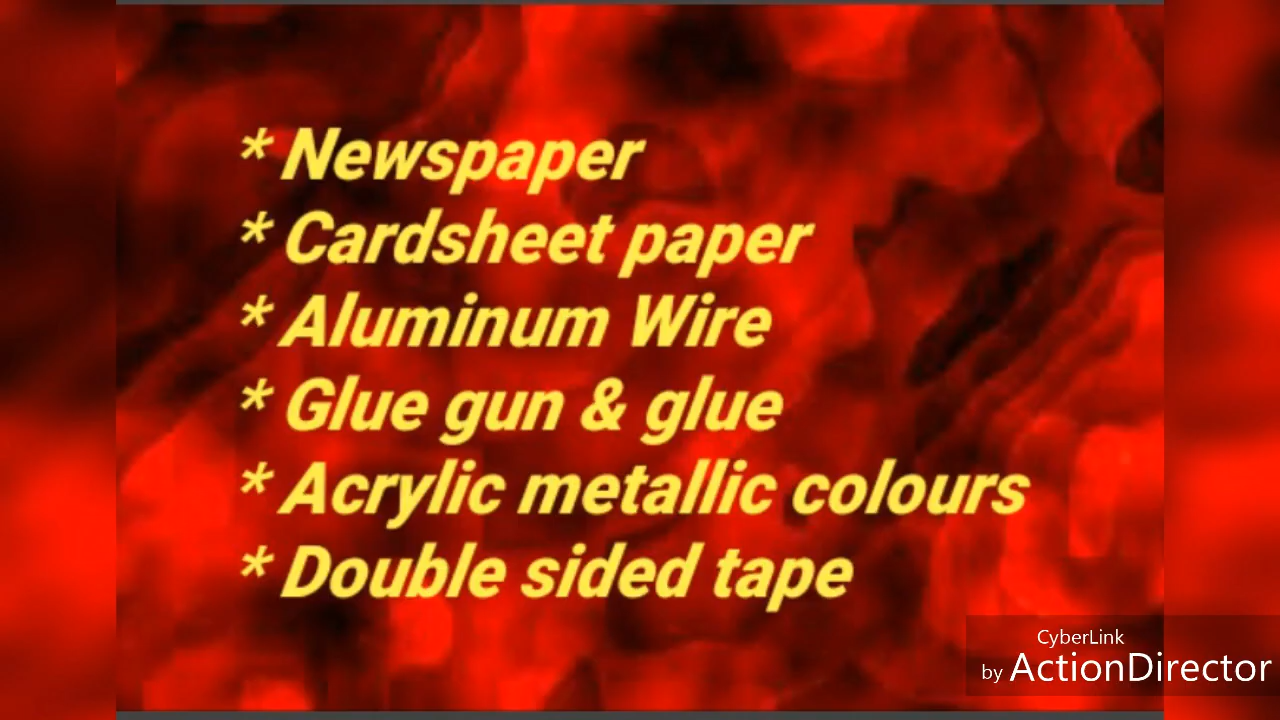 * Newspaper
* Cardsheet paper
* Aluminum Wire
* Glue gun & glue
* Acrylic metallic colours
* Double sided tape
CyberLink
by ActionDirector